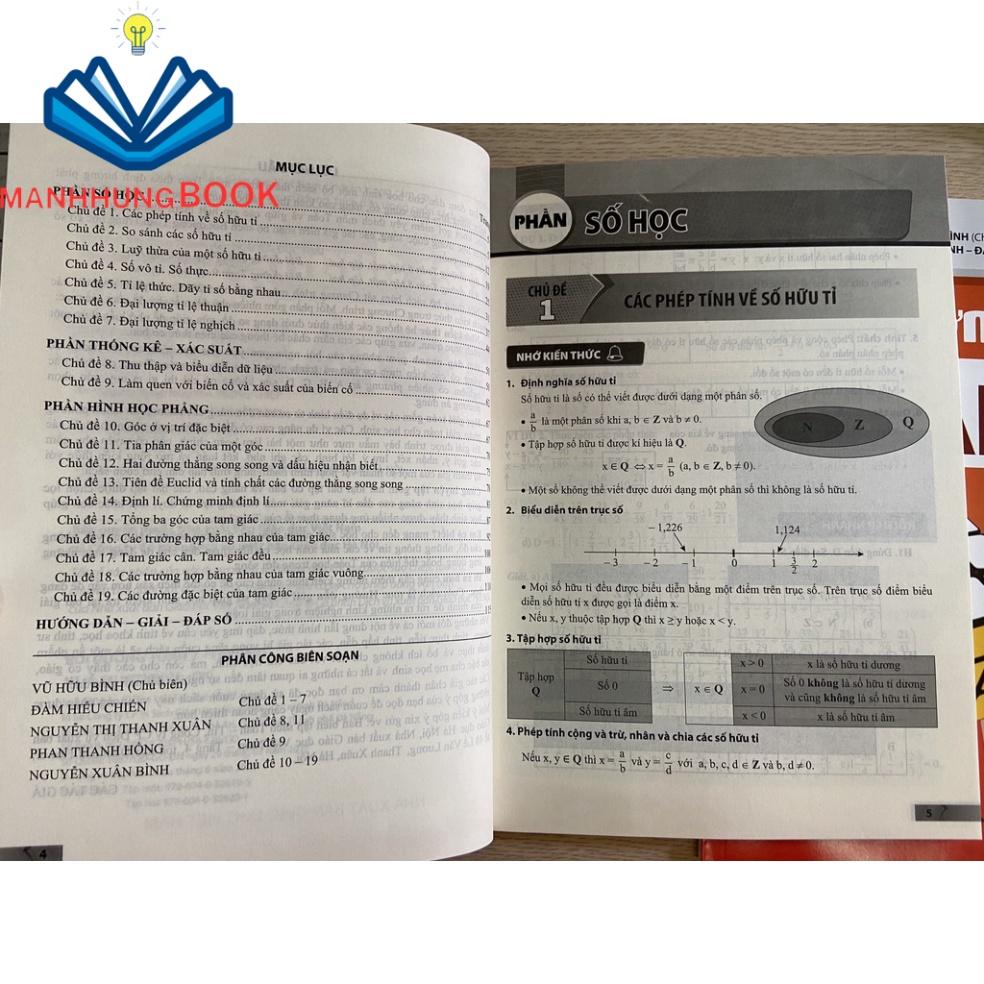 MANHHUNGBOOK
MỤC LỤC
PHẦN SỐ HỌC
Chủ đề 1. Các phép tính về số hữu tỉ
Chủ đề 2. So sánh các số hữu tỉ
Chủ đề 3. Luỹ thừa của một số hữu tỉ
Chủ đề 4. Số vô tỉ. Số thực
Chủ đề 5. Tỉ lệ thức. Dãy tỉ số bằng nhau
Chủ đề 6. Đại lượng tỉ lệ thuận
Chủ đề 7. Đại lượng tỉ lệ nghịch
PHẦN THỐNG KÊ – XÁC SUẤT
Chủ đề 8. Thu thập và biểu diễn dữ liệu
Chủ đề 9. Làm quen với biến cố và xác suất của biến cố
PHẦN HÌNH HỌC PHẲNG
Chủ đề 10. Góc ở vị trí đặc biệt
Chủ đề 11. Tia phân giác của một góc
Chủ đề 12. Hai đường thẳng song song và dấu hiệu nhận biết
Chủ đề 13. Tiên đề Euclid và tính chất các đường thẳng song song
Chủ đề 14. Định lí. Chứng minh định lí
Chủ đề 15. Tổng ba góc của tam giác
Chủ đề 16. Các trường hợp bằng nhau của tam giác
Chủ đề 17. Tam giác cân. Tam giác đều
Chủ đề 18. Các trường hợp bằng nhau của tam giác vuông
Chủ đề 19. Các đường đặc biệt của tam giác
HƯỚNG DẪN – GIẢI – ĐÁP SỐ
PHÂN CÔNG BIÊN SOẠN
VŨ HỮU BÌNH (Chủ biên)
ĐÀM HIẾU CHIẾN Chủ đề 1 – 7
NGUYỄN THỊ THANH XUÂN Chủ đề 8, 11
PHAN THANH HỒNG Chủ đề 9
NGUYỄN XUÂN BÌNH Chủ đề 10 – 19
4
PHẦN SỐ HỌC
CHỦ ĐỀ 1 CÁC PHÉP TÍNH VỀ SỐ HỮU TỈ
NHỚ KIẾN THỨC
1. Định nghĩa số hữu tỉ
Số hữu tỉ là số có thể viết được dưới dạng một phân số.
• a/b là một phân số khi a, b ∈ Z và b ≠ 0.
• Tập hợp số hữu tỉ được kí hiệu là Q.
x ∈ Q ⇔ x = a/b (a, b ∈ Z, b ≠ 0).
N Z Q
• Một số không thể viết được dưới dạng một phân số thì không là số hữu tỉ.
2. Biểu diễn trên trục số
–1,226 1,124
–3 –2 –1 0 1 3/2 2
• Mọi số hữu tỉ đều được biểu diễn bằng một điểm trên trục số. Trên trục số điểm biểu
diễn số hữu tỉ x được gọi là điểm x.
• Nếu x, y thuộc tập hợp Q thì x ≥ y hoặc x < y.
3. Tập hợp số hữu tỉ
Số hữu tỉ x > 0 x là số hữu tỉ dương
Tập hợp Q Số 0 ⇒ x ∈ Q x = 0 Số 0 không là số hữu tỉ dương
và cũng không là số hữu tỉ âm
Số hữu tỉ âm x < 0 x là số hữu tỉ âm
4. Phép tính cộng và trừ, nhân và chia các số hữu tỉ
Nếu x, y ∈ Q thì x = a/b và y = c/d với a, b, c, d ∈ Z và b, d ≠ 0.
5